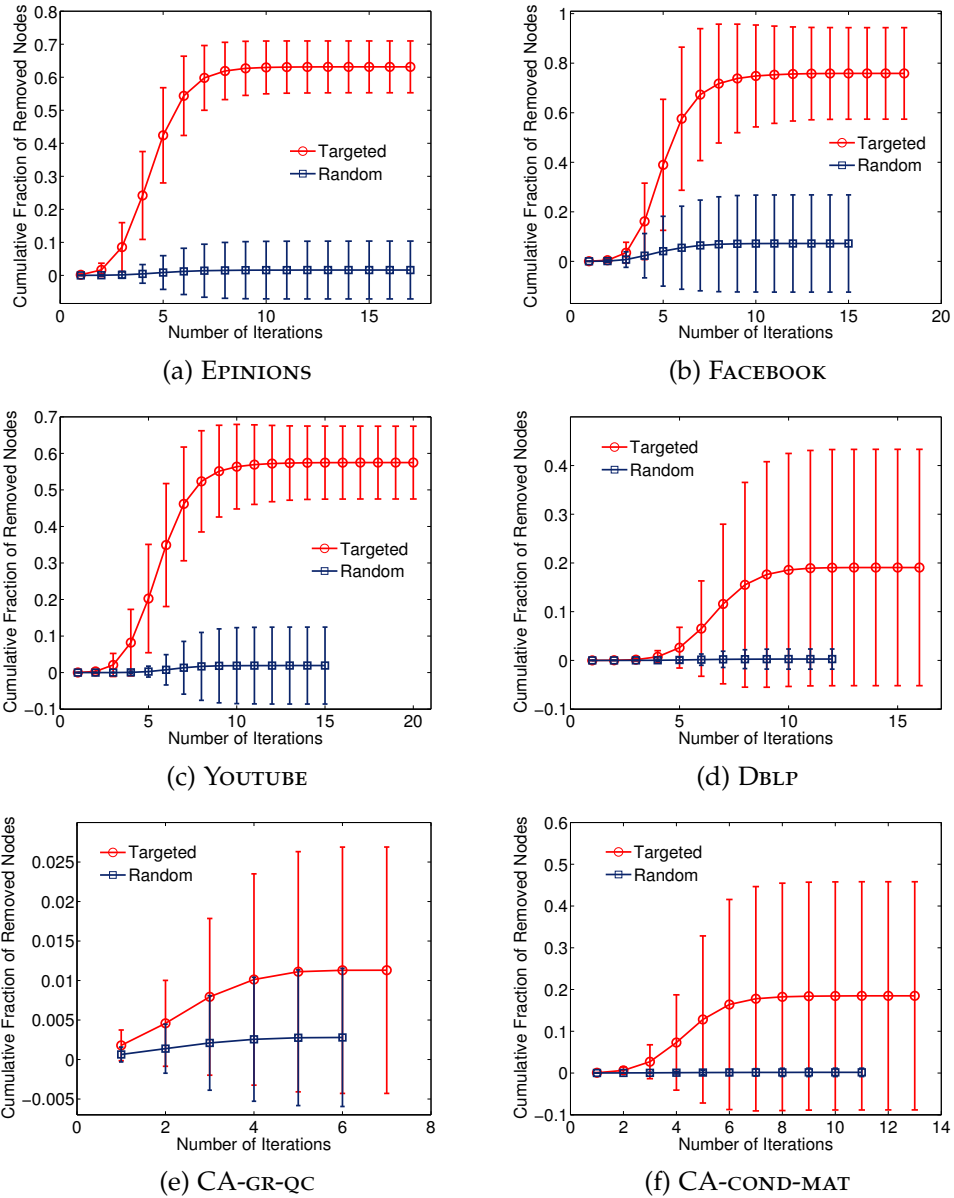 Cumulative Fraction of Removed Nodes
0.8
0.7
0.6
0.5
0.4
0.3
0.2
0.1
0
0 5 10 15
Number of Iterations
Targeted
Random
(a) Epinions
Cumulative Fraction of Removed Nodes
1
0.8
0.6
0.4
0.2
0
0 5 10 15 20
Number of Iterations
Targeted
Random
(b) Facebook
Cumulative Fraction of Removed Nodes
0.7
0.6
0.5
0.4
0.3
0.2
0.1
0
−0.1
0 5 10 15 20
Number of Iterations
Targeted
Random
(c) Youtube
Cumulative Fraction of Removed Nodes
0.4
0.3
0.2
0.1
0
−0.1
0 5 10 15
Number of Iterations
Targeted
Random
(d) Dblp
Cumulative Fraction of Removed Nodes
0.025
0.02
0.015
0.01
0.005
0
−0.005
0 2 4 6 8
Number of Iterations
Targeted
Random
(e) CA-gr-qc
Cumulative Fraction of Removed Nodes
0.6
0.5
0.4
0.3
0.2
0.1
0
−0.1
0 2 4 6 8 10 12 14
Number of Iterations
Targeted
Random
(f) CA-cond-mat